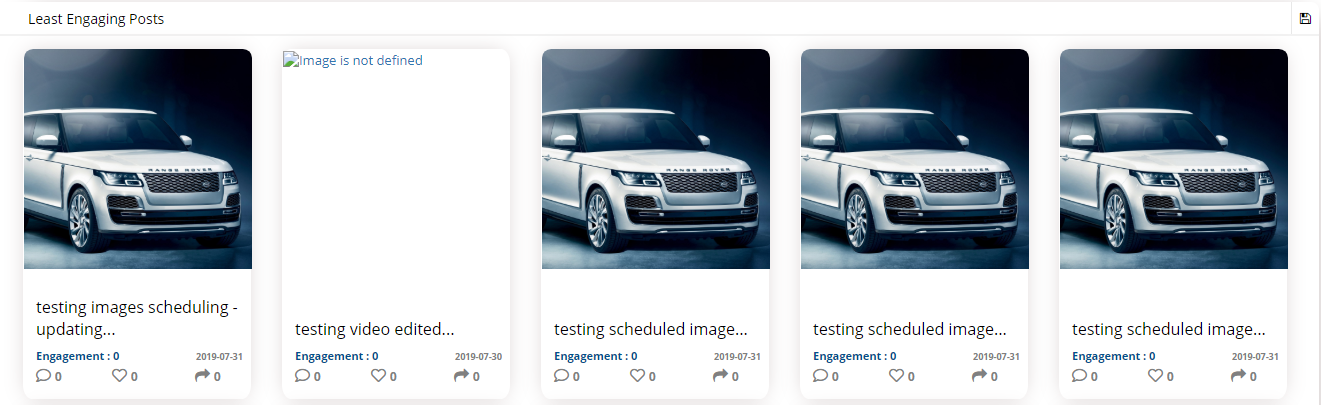 Least Engaging Posts
RANGE ROVER
testing images scheduling -
updating...
Engagement : 0
2019-07-31
0 0 0
Image is not defined
testing video edited...
Engagement : 0
2019-07-30
0 0 0
RANGE ROVER
testing scheduled image...
Engagement : 0
2019-07-31
0 0 0
RANGE ROVER
testing scheduled image...
Engagement : 0
2019-07-31
0 0 0
RANGE ROVER
testing scheduled image...
Engagement : 0
2019-07-31
0 0 0